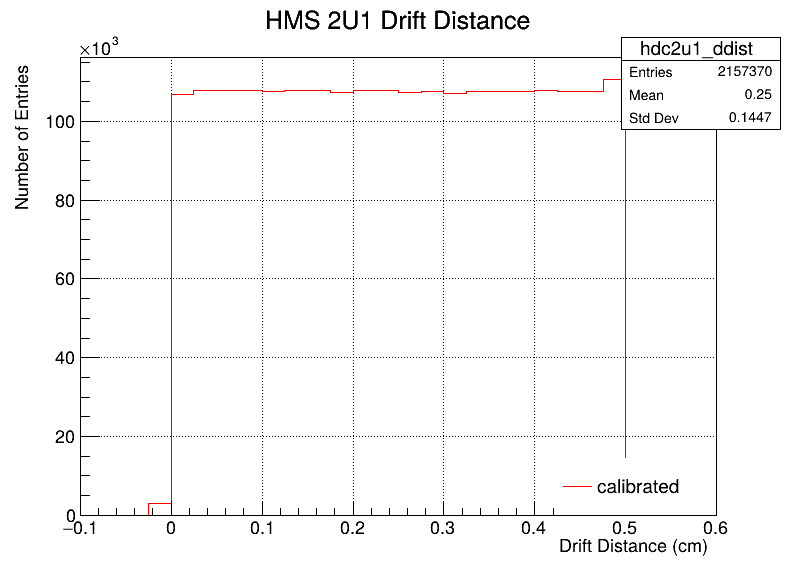 HMS 2U1 Drift Distance
×10³
hdc2u1_ddist
Entries 2157370
Mean 0.25
Std Dev 0.1447
Number of Entries
100
80
60
40
20
0
calibrated
−0.1 0 0.1 0.2 0.3 0.4 0.5 0.6
Drift Distance (cm)